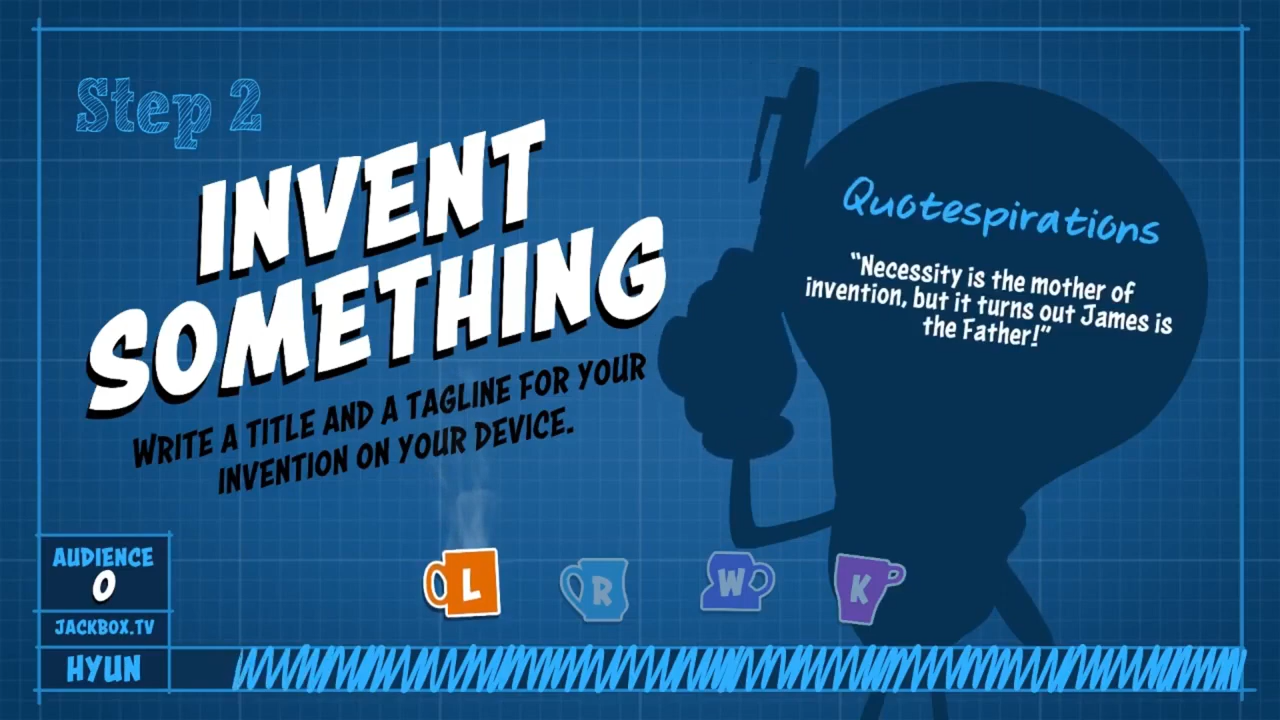 Step 2
INVENT
SOMETHING
WRITE A TITLE AND A TAGLINE FOR YOUR
INVENTION ON YOUR DEVICE.
Quotespirations
"Necessity is the mother of
invention, but it turns out James is
the Father!"
L
R
W
K
AUDIENCE
0
JACKBOX.TV
HYUN